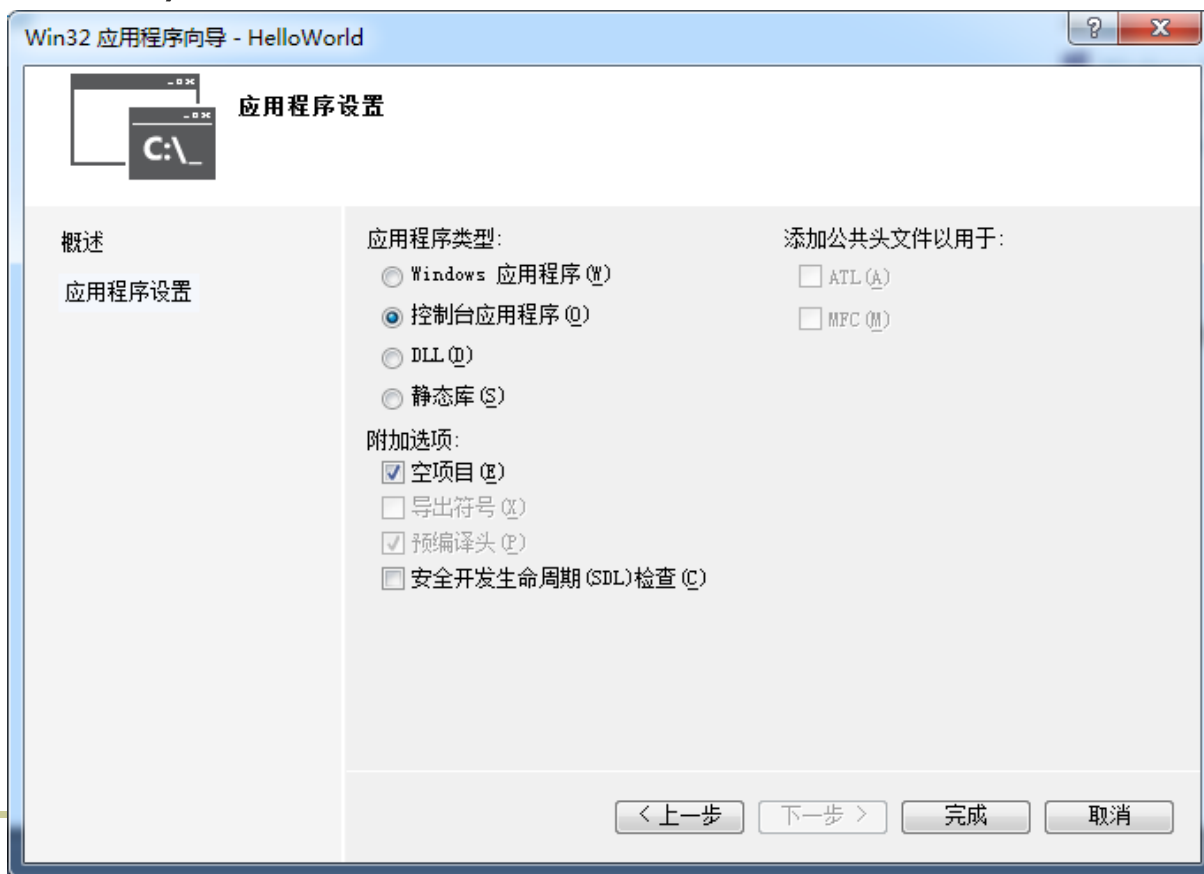 Win32 应用程序向导 - HelloWorld
C:\_
应用程序设置
概述
应用程序设置
应用程序类型:
Windows 应用程序(W)
控制台应用程序(O)
DLL(D)
静态库(S)
附加选项:
空项目(E)
导出符号(X)
预编译头(P)
安全开发生命周期(SDL)检查(C)
添加公共头文件以用于:
ATL(A)
MFC(M)
< 上一步
下一步 >
完成
取消